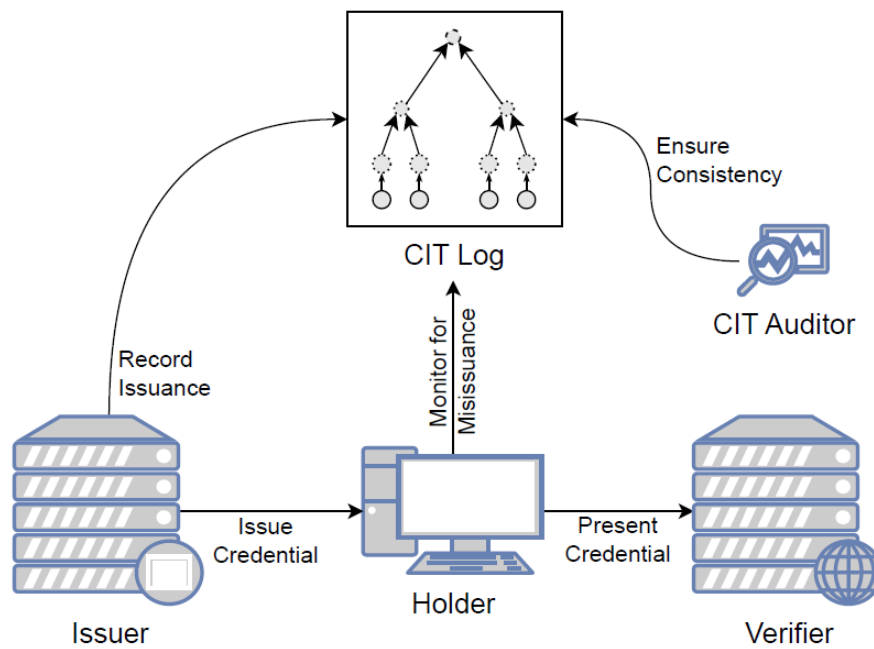 CIT Log
Ensure
Consistency
CIT Auditor
Record
Issuance
Monitor for
Misissuance
Issue
Credential
Present
Credential
Issuer
Holder
Verifier